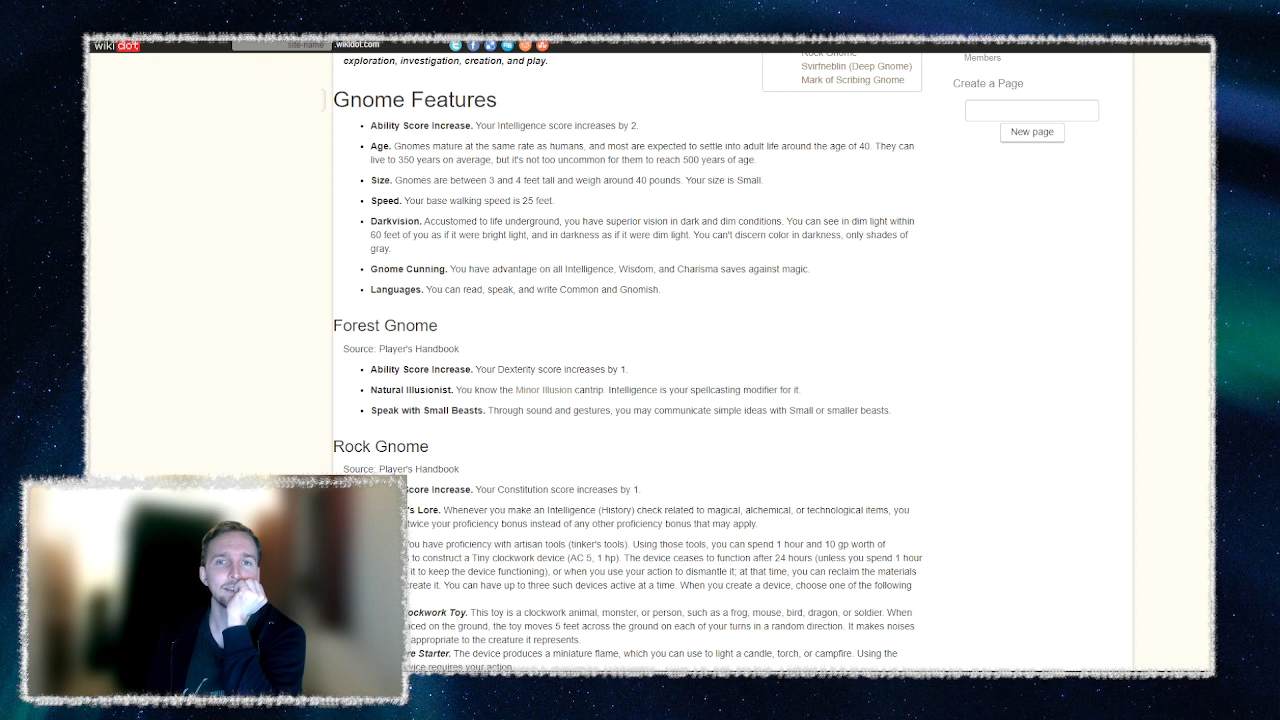 wikidot
site-name .wikidot.com
exploration, investigation, creation, and play.
Rock Gnome
Svirfneblin (Deep Gnome)
Mark of Scribing Gnome
Members
Create a Page
New page
Gnome Features
• Ability Score Increase. Your Intelligence score increases by 2.
• Age. Gnomes mature at the same rate as humans, and most are expected to settle into adult life around the age of 40. They can
live to 350 years on average, but it's not too uncommon for them to reach 500 years of age.
• Size. Gnomes are between 3 and 4 feet tall and weigh around 40 pounds. Your size is Small.
• Speed. Your base walking speed is 25 feet.
• Darkvision. Accustomed to life underground, you have superior vision in dark and dim conditions. You can see in dim light within
60 feet of you as if it were bright light, and in darkness as if it were dim light. You can't discern color in darkness, only shades of
gray.
• Gnome Cunning. You have advantage on all Intelligence, Wisdom, and Charisma saves against magic.
• Languages. You can read, speak, and write Common and Gnomish.
Forest Gnome
Source: Player's Handbook
• Ability Score Increase. Your Dexterity score increases by 1.
• Natural Illusionist. You know the Minor Illusion cantrip. Intelligence is your spellcasting modifier for it.
• Speak with Small Beasts. Through sound and gestures, you may communicate simple ideas with Small or smaller beasts.
Rock Gnome
Source: Player's Handbook
Score Increase. Your Constitution score increases by 1.
's Lore. Whenever you make an Intelligence (History) check related to magical, alchemical, or technological items, you
twice your proficiency bonus instead of any other proficiency bonus that may apply.
ou have proficiency with artisan tools (tinker's tools). Using those tools, you can spend 1 hour and 10 gp worth of
s to construct a Tiny clockwork device (AC 5, 1 hp). The device ceases to function after 24 hours (unless you spend 1 hour
it to keep the device functioning), or when you use your action to dismantle it; at that time, you can reclaim the materials
reate it. You can have up to three such devices active at a time. When you create a device, choose one of the following
ockwork Toy. This toy is a clockwork animal, monster, or person, such as a frog, mouse, bird, dragon, or soldier. When
aced on the ground, the toy moves 5 feet across the ground on each of your turns in a random direction. It makes noises
appropriate to the creature it represents.
re Starter. The device produces a miniature flame, which you can use to light a candle, torch, or campfire. Using the
vice requires your action.